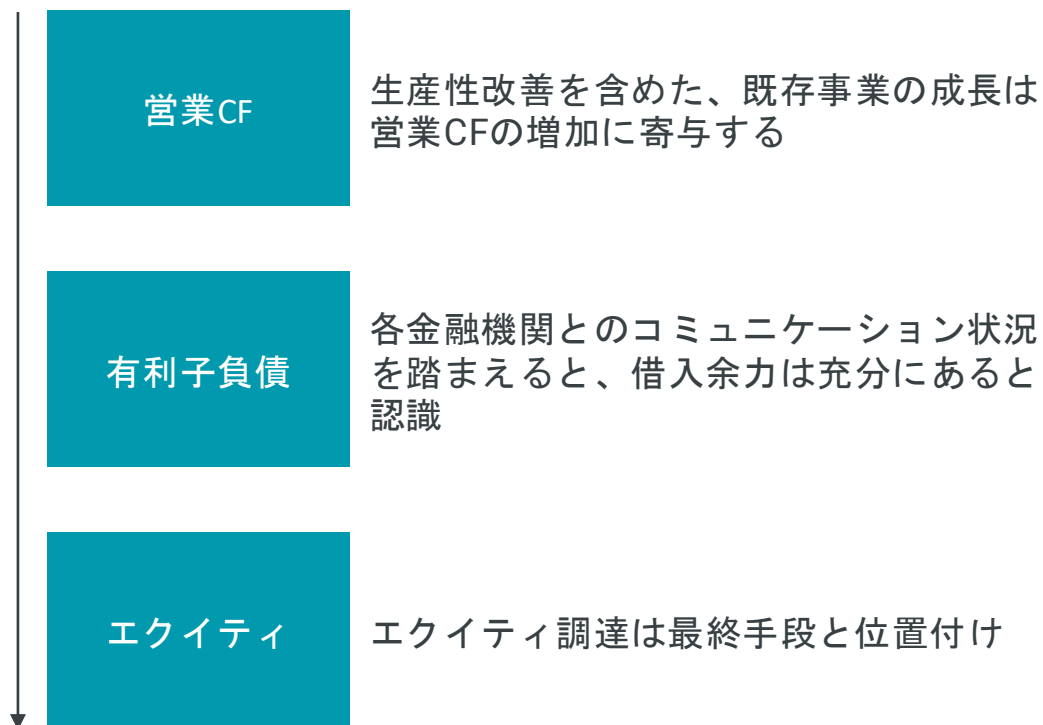 営業CF
生産性改善を含めた、既存事業の成長は
営業CFの増加に寄与する
有利子負債
各金融機関とのコミュニケーション状況
を踏まえると、借入余力は充分にあると
認識
エクイティ
エクイティ調達は最終手段と位置付け